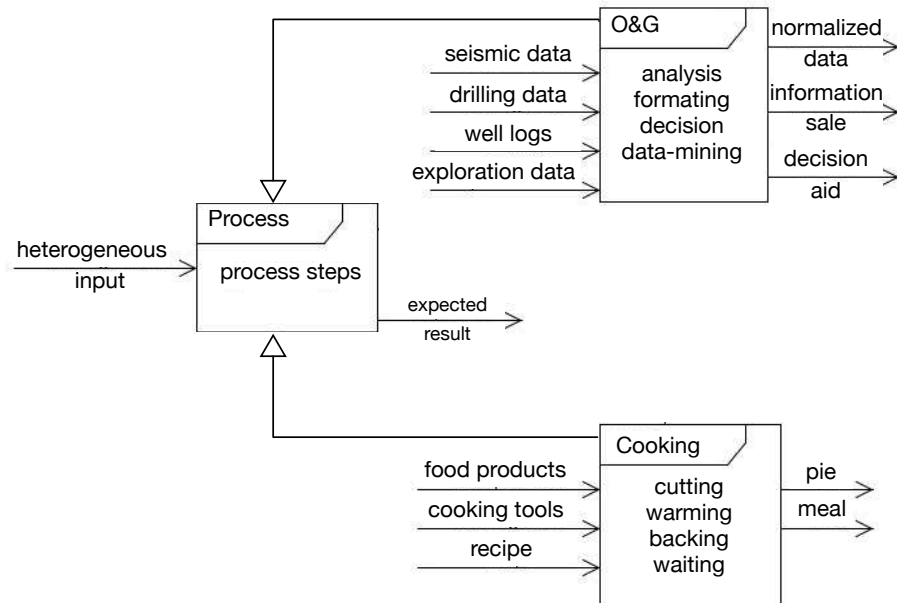 O&G
seismic data
drilling data
well logs
exploration data
analysis
formating
decision
data-mining
normalized
data
information
sale
decision
aid
Process
heterogeneous
input
process steps
expected
result
Cooking
food products
cooking tools
recipe
cutting
warming
backing
waiting
pie
meal